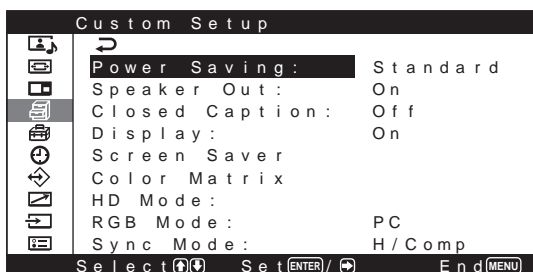 Custom Setup
Power Saving: Standard
Speaker Out: On
Closed Caption: Off
Display: On
Screen Saver
Color Matrix
HD Mode:
RGB Mode: PC
Sync Mode: H/Comp
Select Set ENTER / End MENU